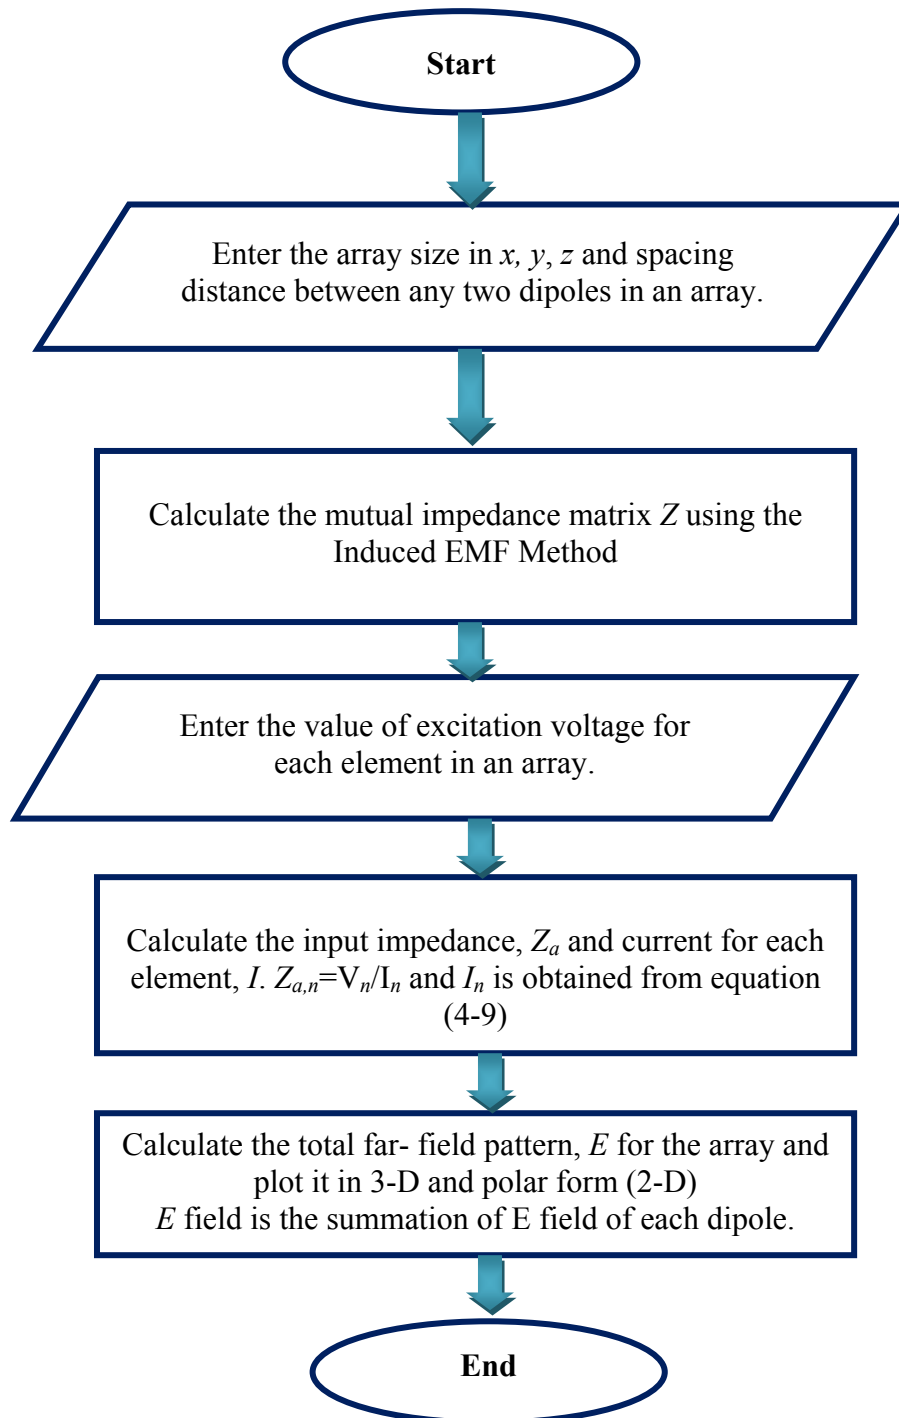 Start
Enter the array size in x, y, z and spacing
distance between any two dipoles in an array.
Calculate the mutual impedance matrix Z using the
Induced EMF Method
Enter the value of excitation voltage for
each element in an array.
Calculate the input impedance, Zₐ and current for each
element, I. Zₐ,ₙ=Vₙ/Iₙ and Iₙ is obtained from equation
(4-9)
Calculate the total far- field pattern, E for the array and
plot it in 3-D and polar form (2-D)
E field is the summation of E field of each dipole.
End